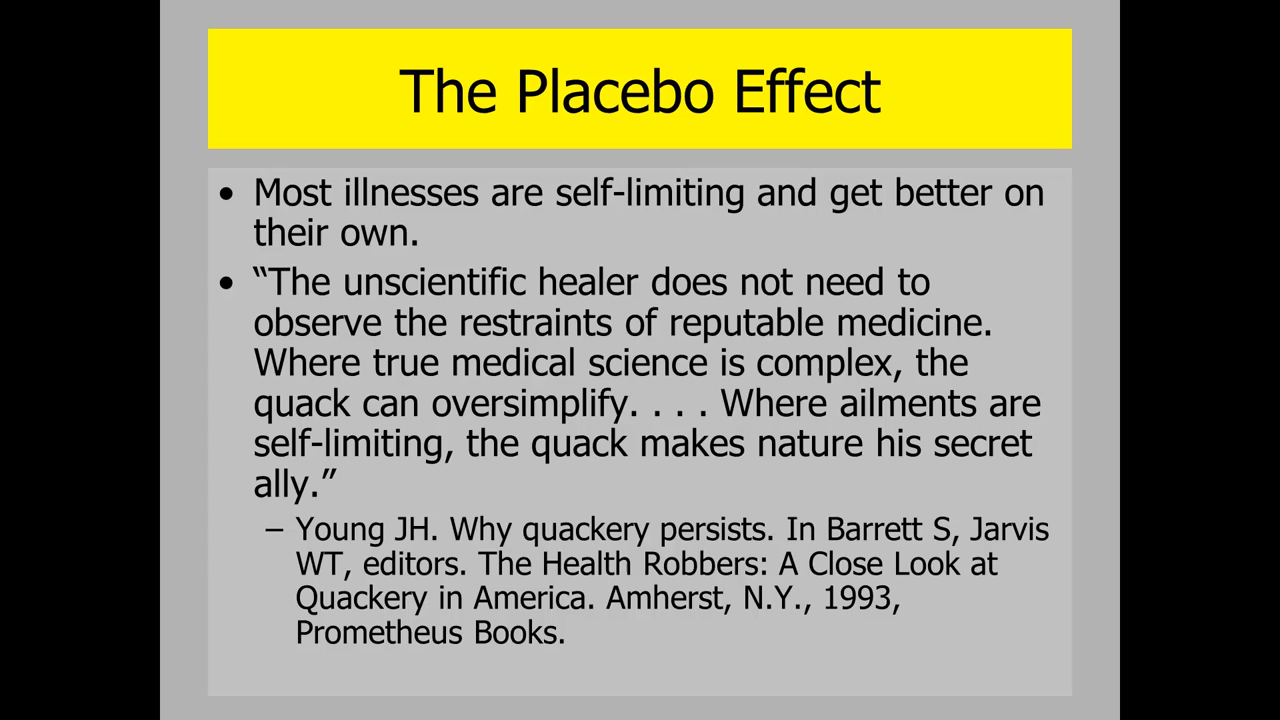 The Placebo Effect
• Most illnesses are self-limiting and get better on
their own.
• “The unscientific healer does not need to
observe the restraints of reputable medicine.
Where true medical science is complex, the
quack can oversimplify. . . . Where ailments are
self-limiting, the quack makes nature his secret
ally.”
– Young JH. Why quackery persists. In Barrett S, Jarvis
WT, editors. The Health Robbers: A Close Look at
Quackery in America. Amherst, N.Y., 1993,
Prometheus Books.